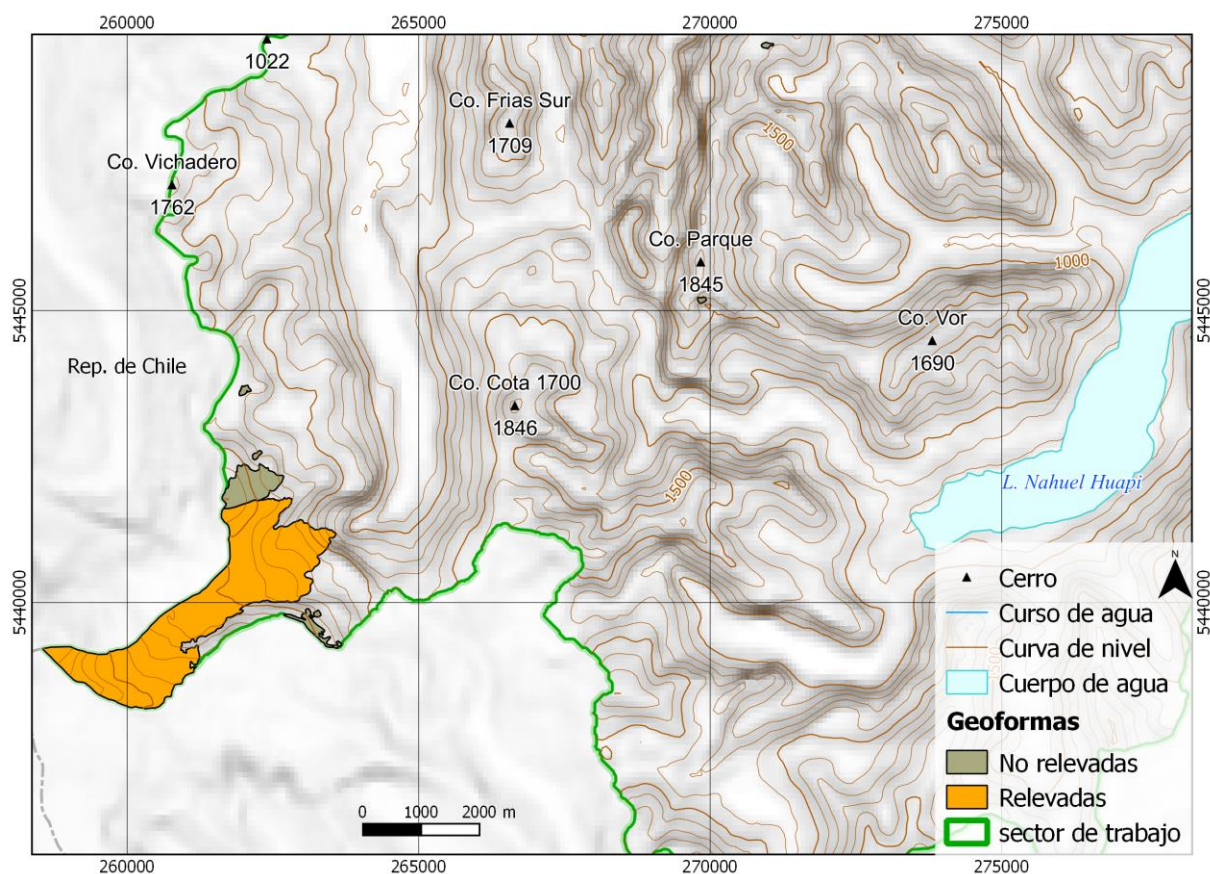 260000
265000
270000
275000
1022
Co. Frias Sur
1709
1500
Co. Vichadero
1762
Co. Parque
1845
1000
5445000
5445000
Co. Vor
1690
Rep. de Chile
Co. Cota 1700
1846
1500
L. Nahuel Huapi
N
5440000
5440000
Cerro
Curso de agua
Curva de nivel
Cuerpo de agua
Geoformas
No relevadas
Relevadas
sector de trabajo
0 1000 2000 m
260000
265000
270000
275000